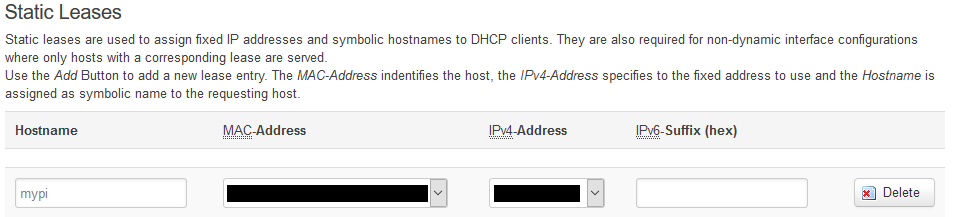 Static Leases
Static leases are used to assign fixed IP addresses and symbolic hostnames to DHCP clients. They are also required for non-dynamic interface configurations
where only hosts with a corresponding lease are served.
Use the Add Button to add a new lease entry. The MAC-Address indentifies the host, the IPv4-Address specifies to the fixed address to use and the Hostname is
assigned as symbolic name to the requesting host.
Hostname MAC-Address IPv4-Address IPv6-Suffix (hex)
mypi Delete